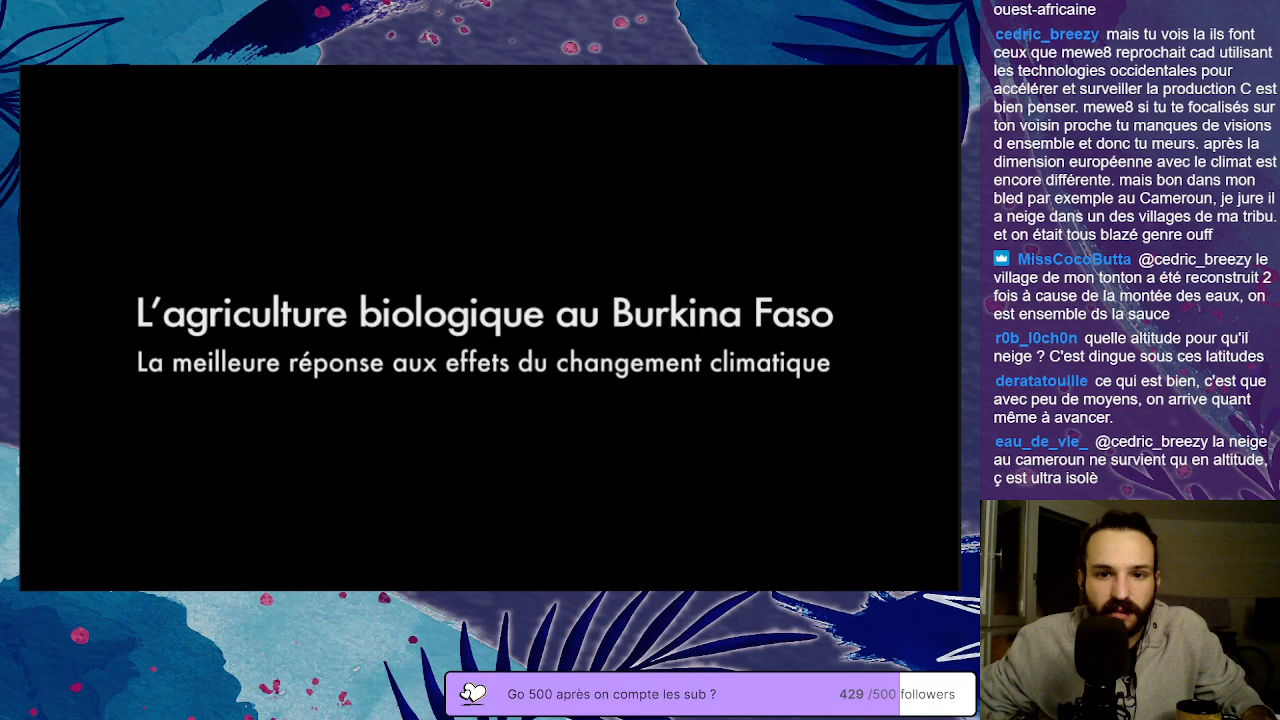 L'agriculture biologique au Burkina Faso
La meilleure réponse aux effets du changement climatique
ouest-africaine
cedric_breezy mais tu vois la ils font
ceux que mewe8 reprochait cad utilisant
les technologies occidentales pour
accélérer et surveiller la production C est
bien penser. mewe8 si tu te focalisés sur
ton voisin proche tu manques de visions
d ensemble et donc tu meurs. après la
dimension européenne avec le climat est
encore différente. mais bon dans mon
bled par exemple au Cameroun, je jure il
a neige dans un des villages de ma tribu.
et on était tous blazé genre ouff
MissCocoButta @cedric_breezy le
village de mon tonton a été reconstruit 2
fois à cause de la montée des eaux, on
est ensemble ds la sauce
r0b_l0ch0n quelle altitude pour qu'il
neige ? C'est dingue sous ces latitudes
deratatouille ce qui est bien, c'est que
avec peu de moyens, on arrive quant
même à avancer.
eau_de_vie_ @cedric_breezy la neige
au cameroun ne survient qu en altitude,
ç est ultra isolè
Go 500 après on compte les sub ?
429 /500 followers